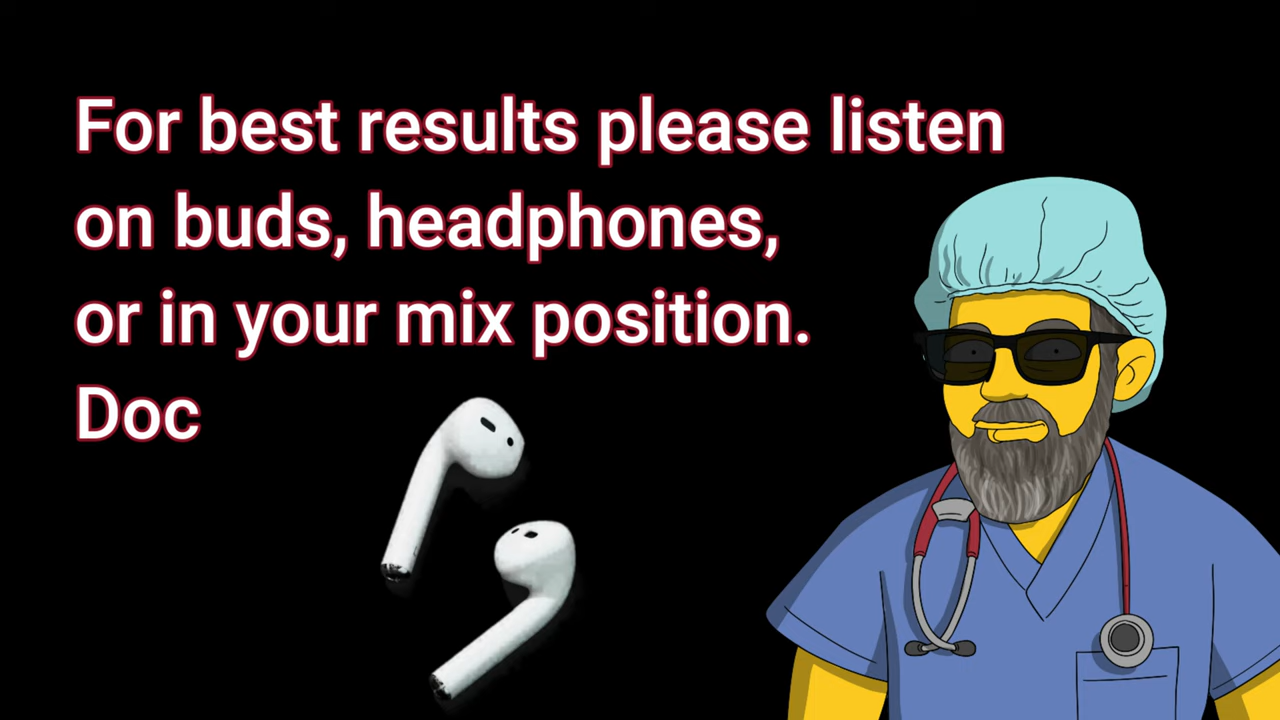 For best results please listen
on buds, headphones,
or in your mix position.
Doc